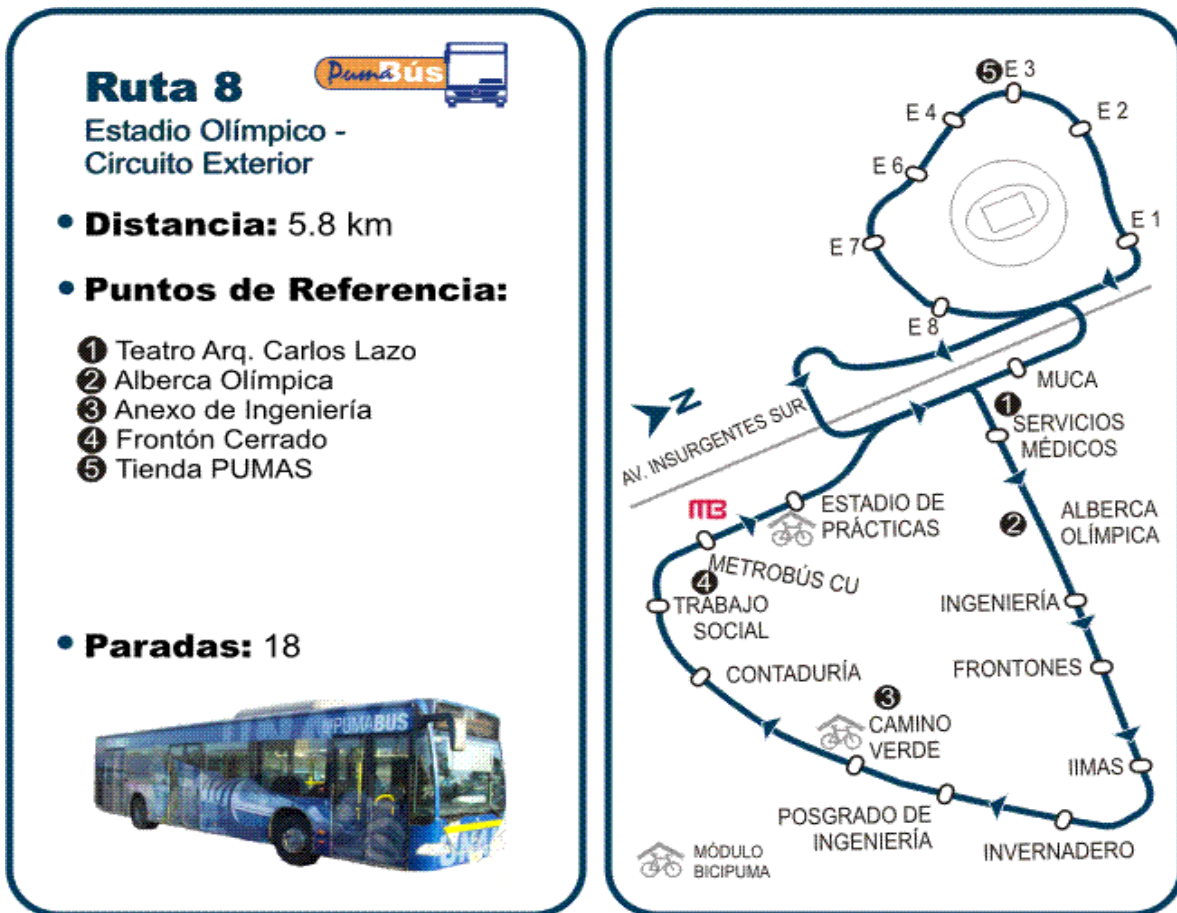 Ruta 8
PumaBús
Estadio Olímpico -
Circuito Exterior
• Distancia: 5.8 km
• Puntos de Referencia:
1 Teatro Arq. Carlos Lazo
2 Alberca Olímpica
3 Anexo de Ingeniería
4 Frontón Cerrado
5 Tienda PUMAS
• Paradas: 18
PUMABUS
5 E 3
E 4
E 2
E 6
E 1
E 7
E 8
MUCA
N
AV. INSURGENTES SUR
1
SERVICIOS
MÉDICOS
MB
ESTADIO DE
PRÁCTICAS
2
ALBERCA
OLÍMPICA
METROBÚS CU
4
TRABAJO
SOCIAL
INGENIERÍA
CONTADURÍA
FRONTONES
3
CAMINO
VERDE
IIMAS
POSGRADO DE
INGENIERÍA
INVERNADERO
MÓDULO
BICIPUMA